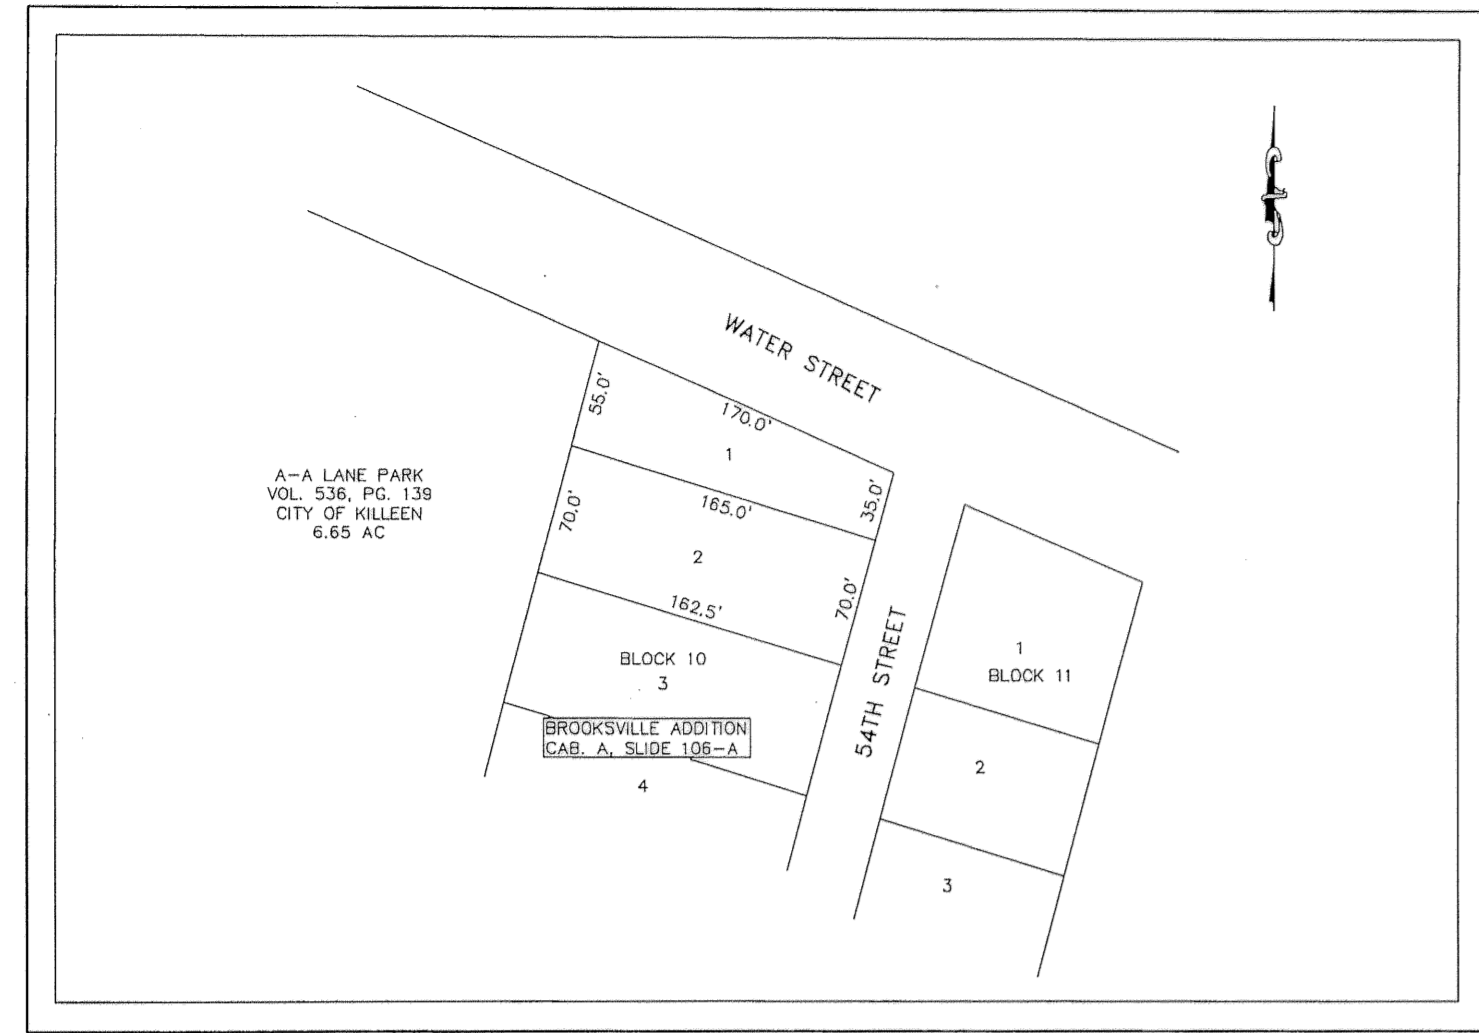 WATER STREET
55.0'
170.0'
1
35.0'
A-A LANE PARK
VOL. 536, PG. 139
CITY OF KILLEEN
6.65 AC
70.0'
165.0'
2
70.0'
162.5'
BLOCK 10
3
BROOKSVILLE ADDITION
CAB. A, SLIDE 106-A
4
54TH STREET
1
BLOCK 11
2
3